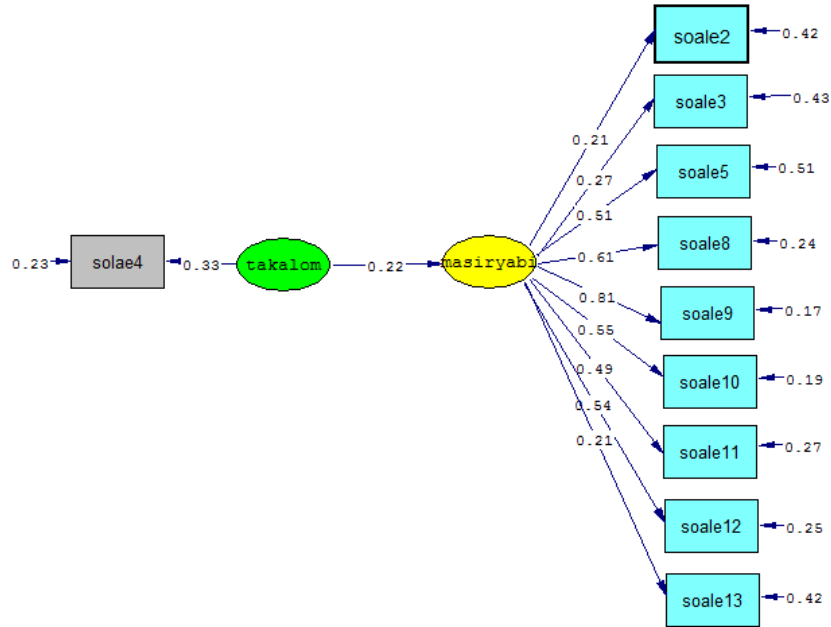 soale2
0.42
soale3
0.43
0.21
0.27
soale5
0.51
0.51
soale8
0.24
0.23
solae4
0.33
takalom
0.22
masiryabi
0.61
0.81
soale9
0.17
0.55
0.49
soale10
0.19
0.54
0.21
soale11
0.27
soale12
0.25
soale13
0.42